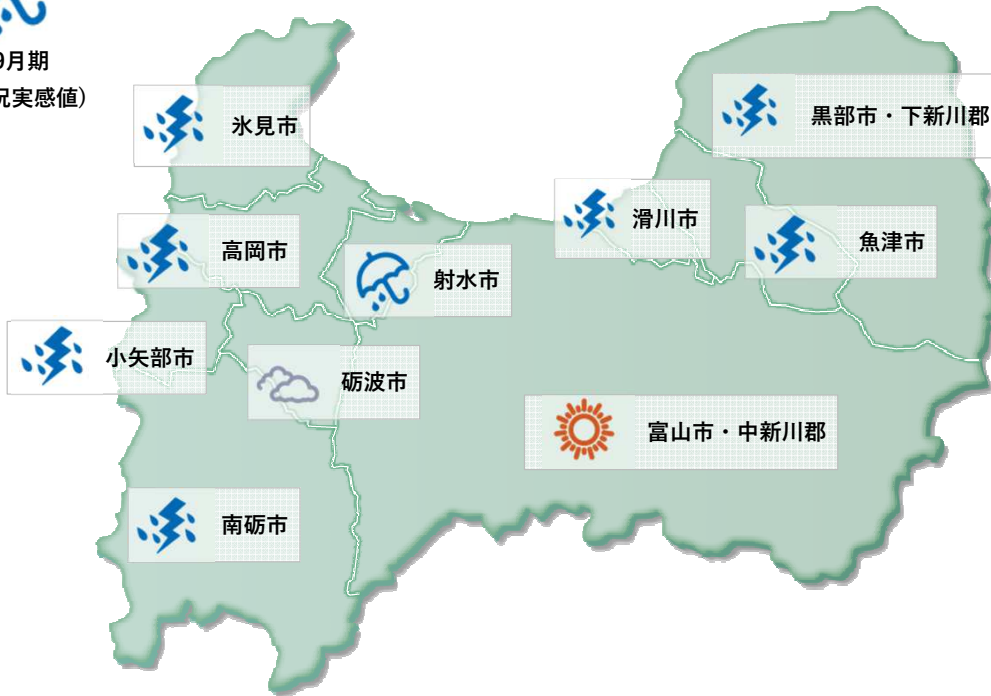 9月期
況実感値)
氷見市
黒部市・下新川郡
滑川市
高岡市
魚津市
射水市
小矢部市
砺波市
富山市・中新川郡
南砺市